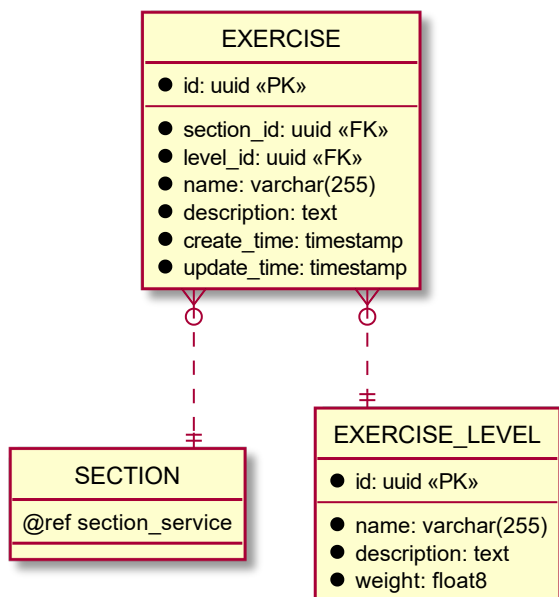 EXERCISE
id: uuid «PK»
section_id: uuid «FK»
level_id: uuid «FK»
name: varchar(255)
description: text
create_time: timestamp
update_time: timestamp
SECTION
@ref section_service
EXERCISE_LEVEL
id: uuid «PK»
name: varchar(255)
description: text
weight: float8